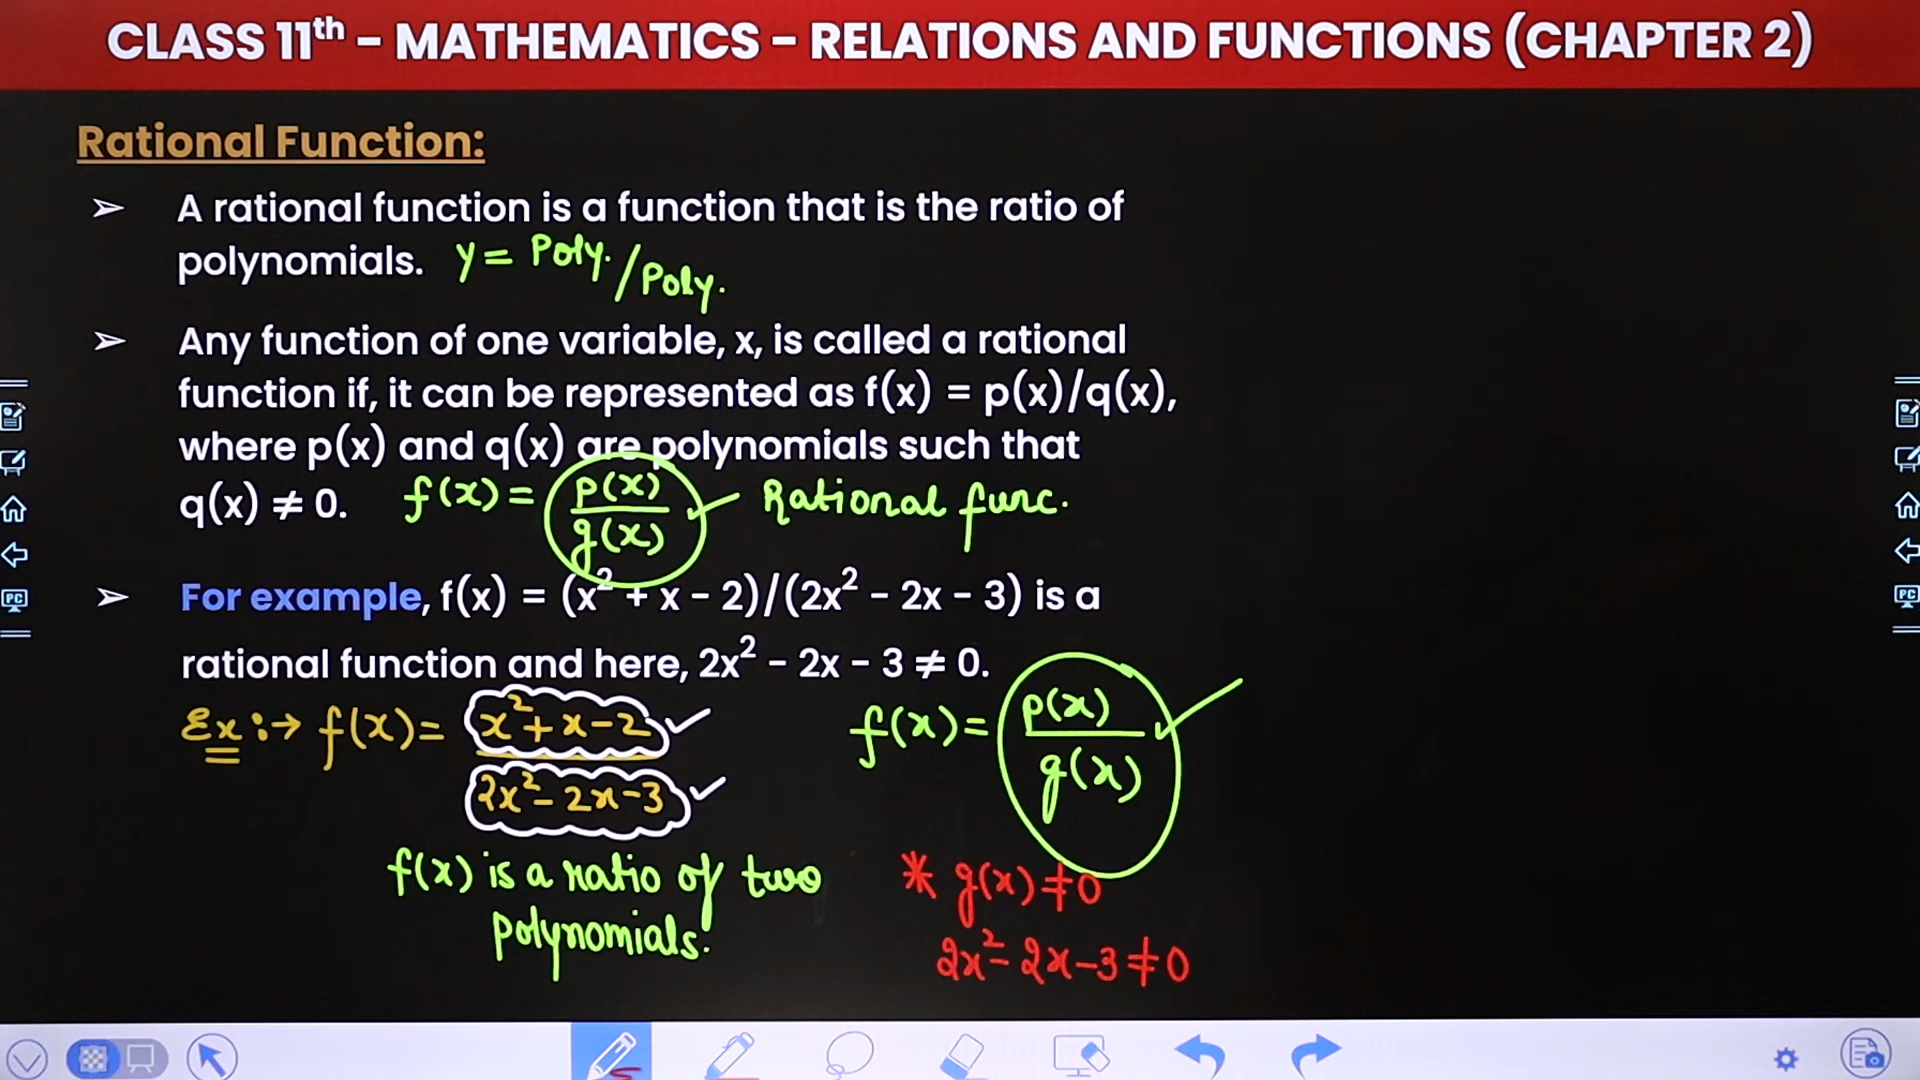 CLASS 11th - MATHEMATICS - RELATIONS AND FUNCTIONS (CHAPTER 2)
Rational Function:
➢ A rational function is a function that is the ratio of
polynomials. y = Poly./Poly.
➢ Any function of one variable, x, is called a rational
function if, it can be represented as f(x) = p(x)/q(x),
where p(x) and q(x) are polynomials such that
q(x) ≠ 0. f(x) = p(x)/g(x) Rational func.
➢ For example, f(x) = (x² + x - 2)/(2x² - 2x - 3) is a
rational function and here, 2x² - 2x - 3 ≠ 0.
Ex :→ f(x) = x²+x-2 / 2x²-2x-3
f(x) = p(x)/g(x)
f(x) is a ratio of two
polynomials.
* g(x) ≠ 0
2x²-2x-3 ≠ 0
PC
PC